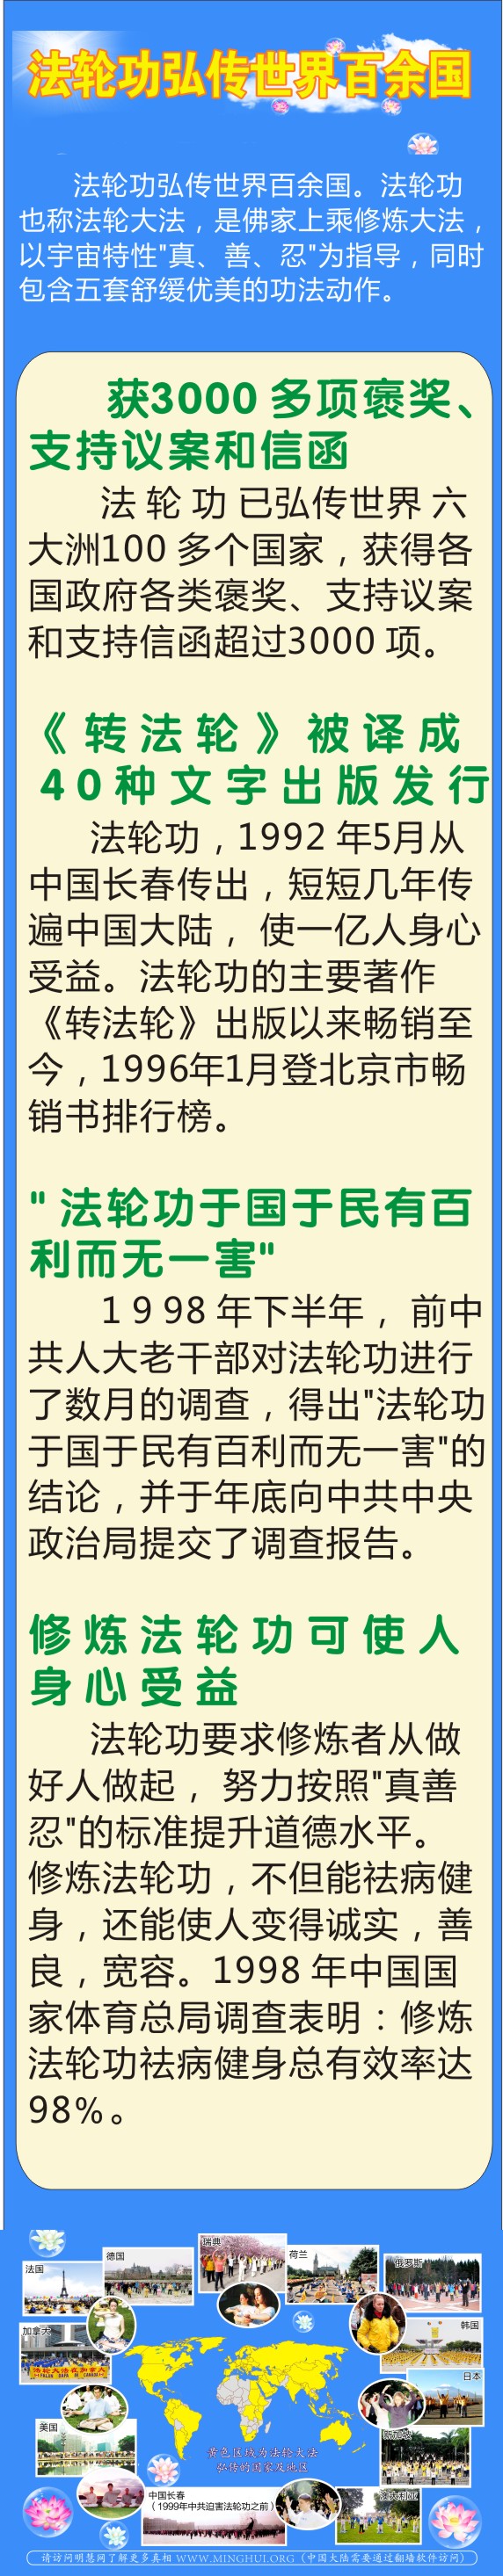 法轮功弘传世界百余国
法轮功弘传世界百余国。法轮功
也称法轮大法，是佛家上乘修炼大法，
以宇宙特性"真、善、忍"为指导，同时
包含五套舒缓优美的功法动作。
获3000 多项褒奖、
支持议案和信函
法 轮 功 已弘传世界 六
大洲100 多个国家，获得各
国政府各类褒奖、支持议案
和支持信函超过3000 项。
《转法轮》被译成
40种文字出版发行
法轮功，1992 年5月从
中国长春传出，短短几年传
遍中国大陆， 使一亿人身心
受益。法轮功的主要著作
《转法轮》出版以来畅销至
今，1996年1月登北京市畅
销书排行榜。
"法轮功于国于民有百
利而无一害"
1998 年下半年， 前中
共人大老干部对法轮功进行
了数月的调查，得出"法轮功
于国于民有百利而无一害"的
结论，并于年底向中共中央
政治局提交了调查报告。
修炼法轮功可使人
身心受益
法轮功要求修炼者从做
好人做起， 努力按照"真善
忍"的标准提升道德水平。
修炼法轮功，不但能祛病健
身，还能使人变得诚实，善
良，宽容。1998 年中国国
家体育总局调查表明：修炼
法轮功祛病健身总有效率达
98%。
瑞典
德国
荷兰
法国
俄罗斯
加拿大
韩国
法轮大法在加拿大
FALUN DAFA IN CANADA
日本
美国
黄色区域为法轮大法
弘传的国家及地区
中国长春
（1999年中共迫害法轮功之前）
澳大利亚
请访问明慧网了解更多真相 WWW.MINGHUI.ORG（中国大陆需要通过翻墙软件访问）